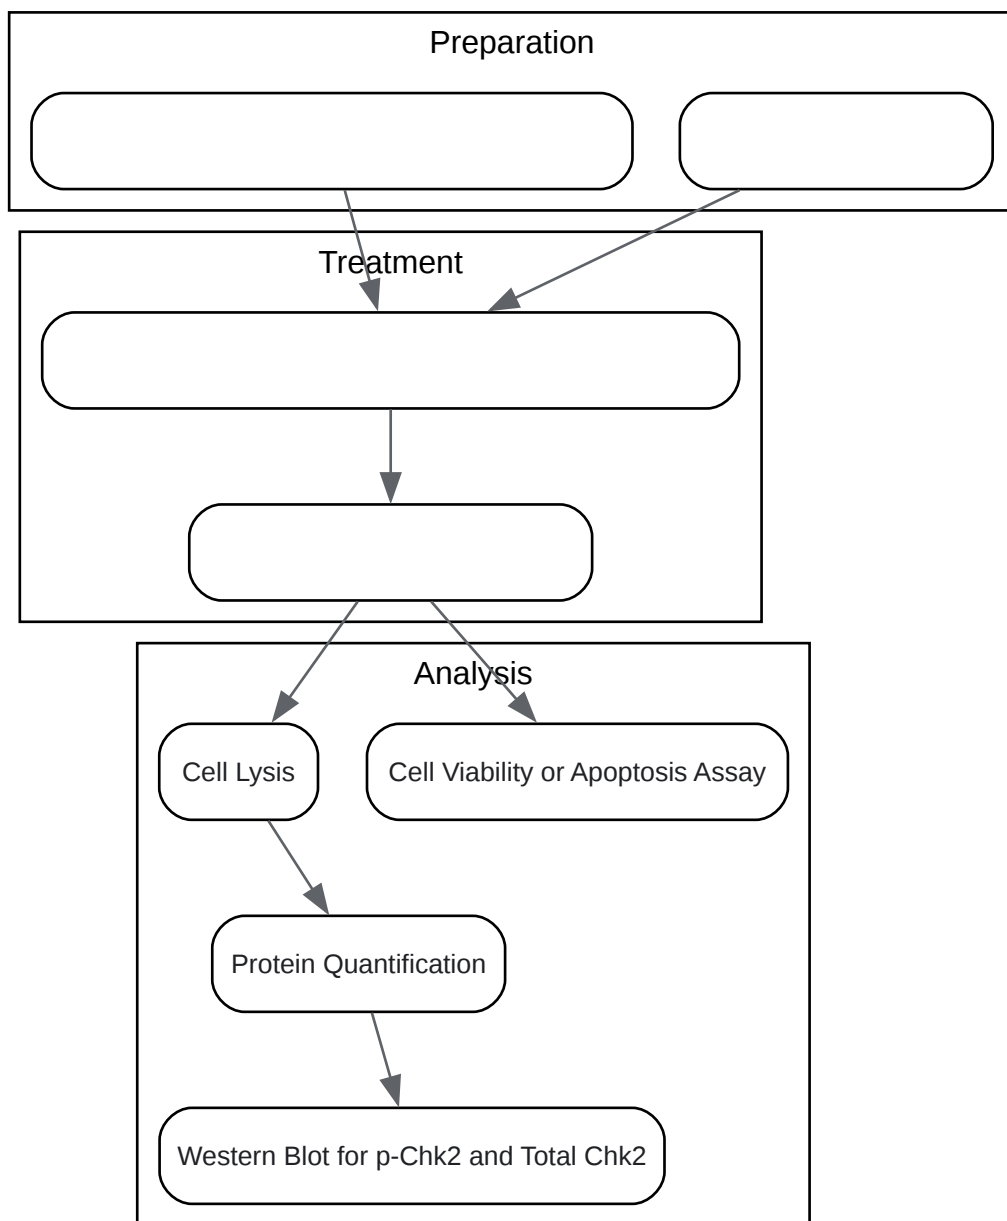 Preparation
Treatment
Analysis
Cell Lysis
Cell Viability or Apoptosis Assay
Protein Quantification
Western Blot for p-Chk2 and Total Chk2